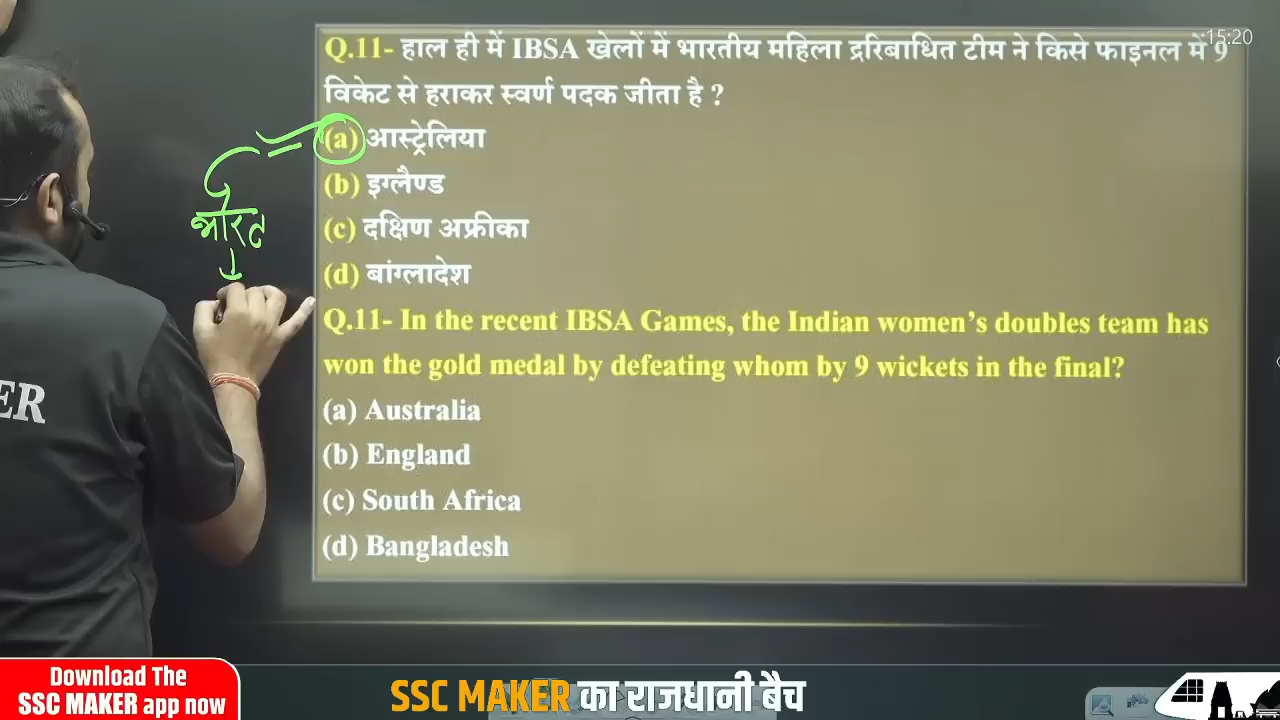 15:20
Q.11- हाल ही में IBSA खेलों में भारतीय महिला द्ररिबाधित टीम ने किसे फाइनल में 9
विकेट से हराकर स्वर्ण पदक जीता है ?
(a) आस्ट्रेलिया
(b) इग्लैण्ड
भारत
(c) दक्षिण अफ्रीका
(d) बांग्लादेश
Q.11- In the recent IBSA Games, the Indian women’s doubles team has
won the gold medal by defeating whom by 9 wickets in the final?
ER
(a) Australia
(b) England
(c) South Africa
(d) Bangladesh
Download The
SSC MAKER app now
SSC MAKER का राजधानी बैच